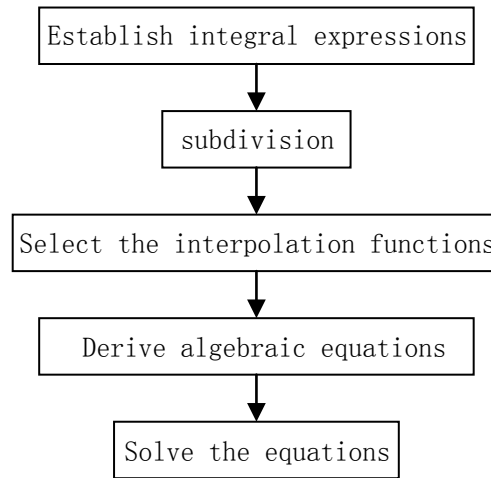 Establish integral expressions
subdivision
Select the interpolation functions
Derive algebraic equations
Solve the equations